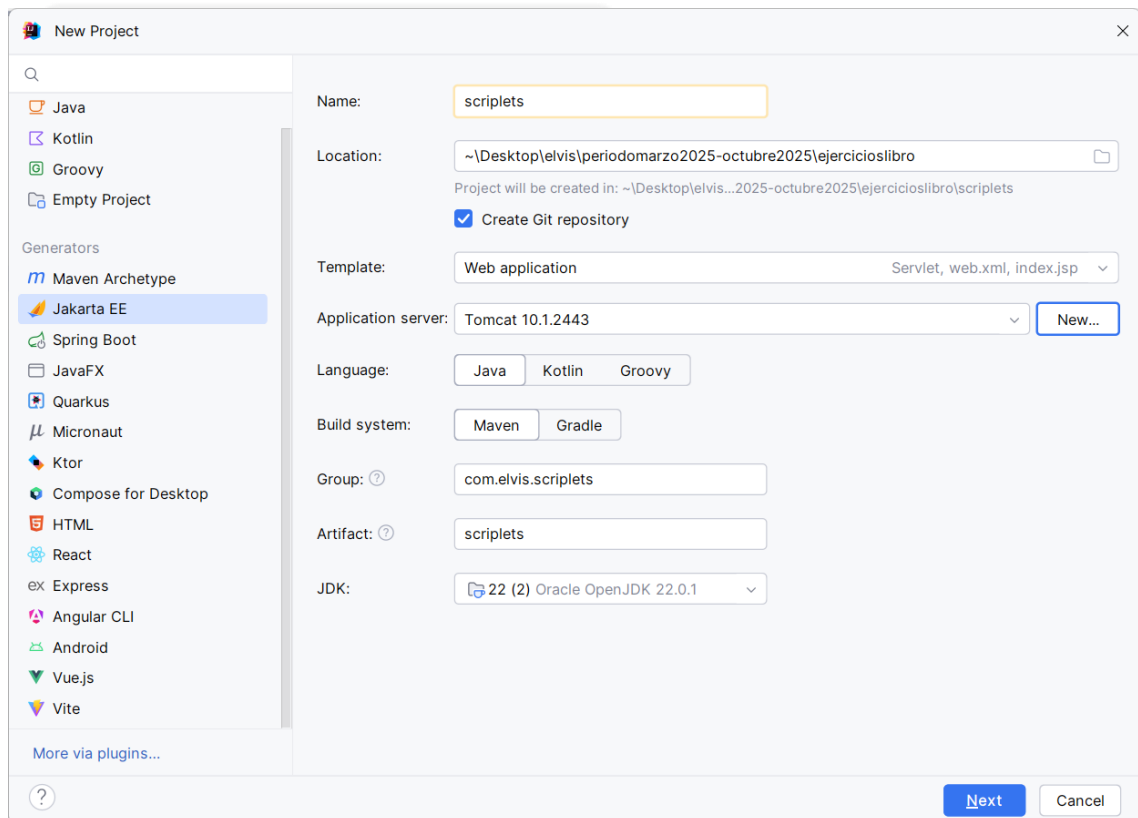 New Project
Java
Kotlin
Groovy
Empty Project
Generators
Maven Archetype
Jakarta EE
Spring Boot
JavaFX
Quarkus
Micronaut
Ktor
Compose for Desktop
HTML
React
ex Express
Angular CLI
Android
Vue.js
Vite
More via plugins...
Name: scriplets
Location: ~\Desktop\elvis\periodomarzo2025-octubre2025\ejercicioslibro
Project will be created in: ~\Desktop\elvis...2025-octubre2025\ejercicioslibro\scriplets
Create Git repository
Template: Web application Servlet, web.xml, index.jsp
Application server: Tomcat 10.1.2443 New...
Language: Java Kotlin Groovy
Build system: Maven Gradle
Group: ? com.elvis.scriplets
Artifact: ? scriplets
JDK: 22 (2) Oracle OpenJDK 22.0.1
? Next Cancel